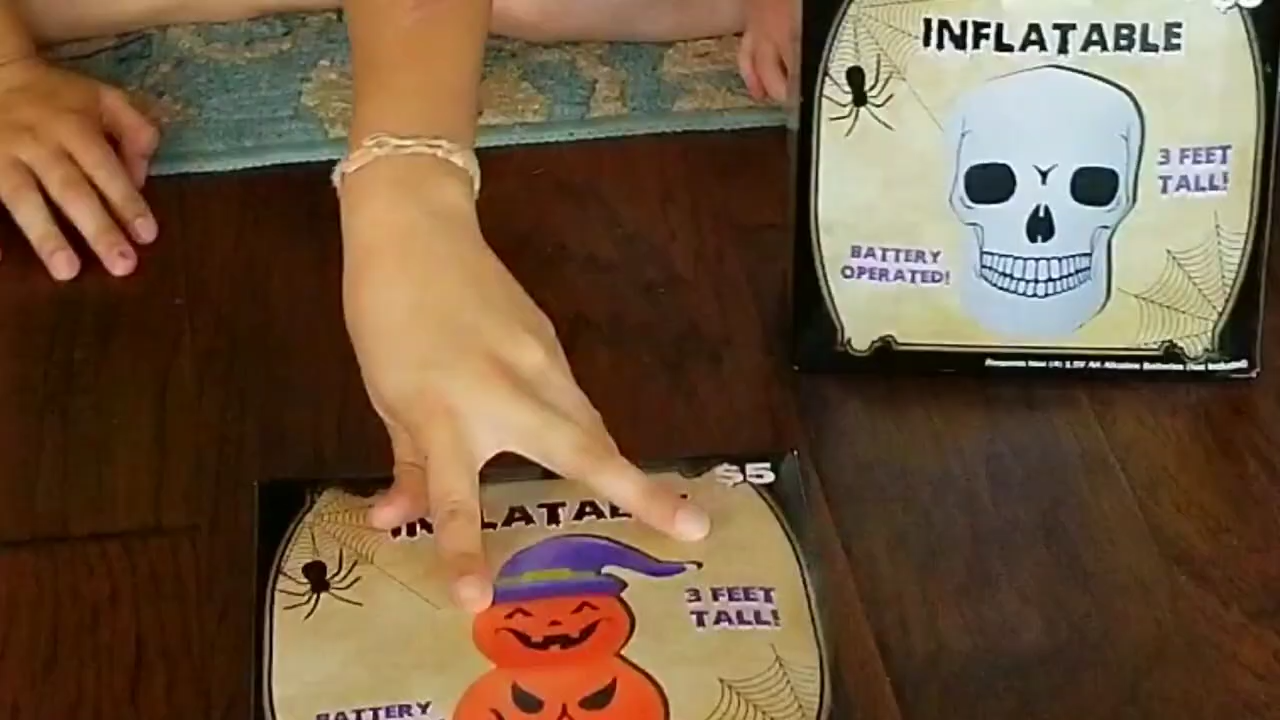 INFLATABLE
3 FEET
TALL!
BATTERY
OPERATED!
$5
3 FEET
TALL!
BATTERY